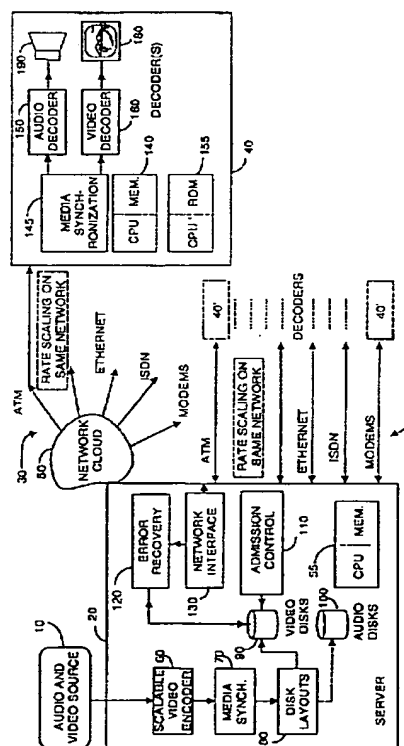 10
AUDIO AND
VIDEO SOURCE
20
SCALABLE
VIDEO
ENCODER
60
MEDIA
SYNCH.
70
DISK
LAYOUTS
80
SERVER
ERROR
RECOVERY
120
NETWORK
INTERFACE
130
ADMISSION
CONTROL
110
90
VIDEO DISKS
100
AUDIO
DISKS
55
CPU
MEM.
30
50
NETWORK
CLOUD
ATM
RATE SCALING ON
SAME NETWORK
ETHERNET
ISDN
MODEMS
ATM
RATE SCALING ON
SAME NETWORK
ETHERNET
ISDN
MODEMS
40'
DECODERS
40'
145
MEDIA
SYNCH-
RONIZATION
150
AUDIO
DECODER
190
VIDEO
DECODER
160
180
DECODER(S)
CPU
MEM.
140
CPU
ROM
155
40